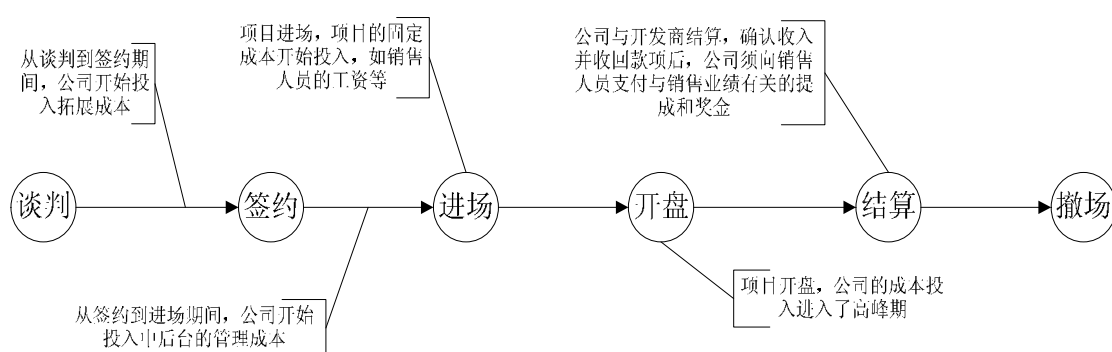 从谈判到签约期
间，公司开始投
入拓展成本
项目进场，项目的固定
成本开始投入，如销售
人员的工资等
公司与开发商结算，确认收入
并收回款项后，公司须向销售
人员支付与销售业绩有关的提
成和奖金
谈判
签约
进场
开盘
结算
撤场
从签约到进场期间，公司开始
投入中后台的管理成本
项目开盘，公司的成本投
入进入了高峰期